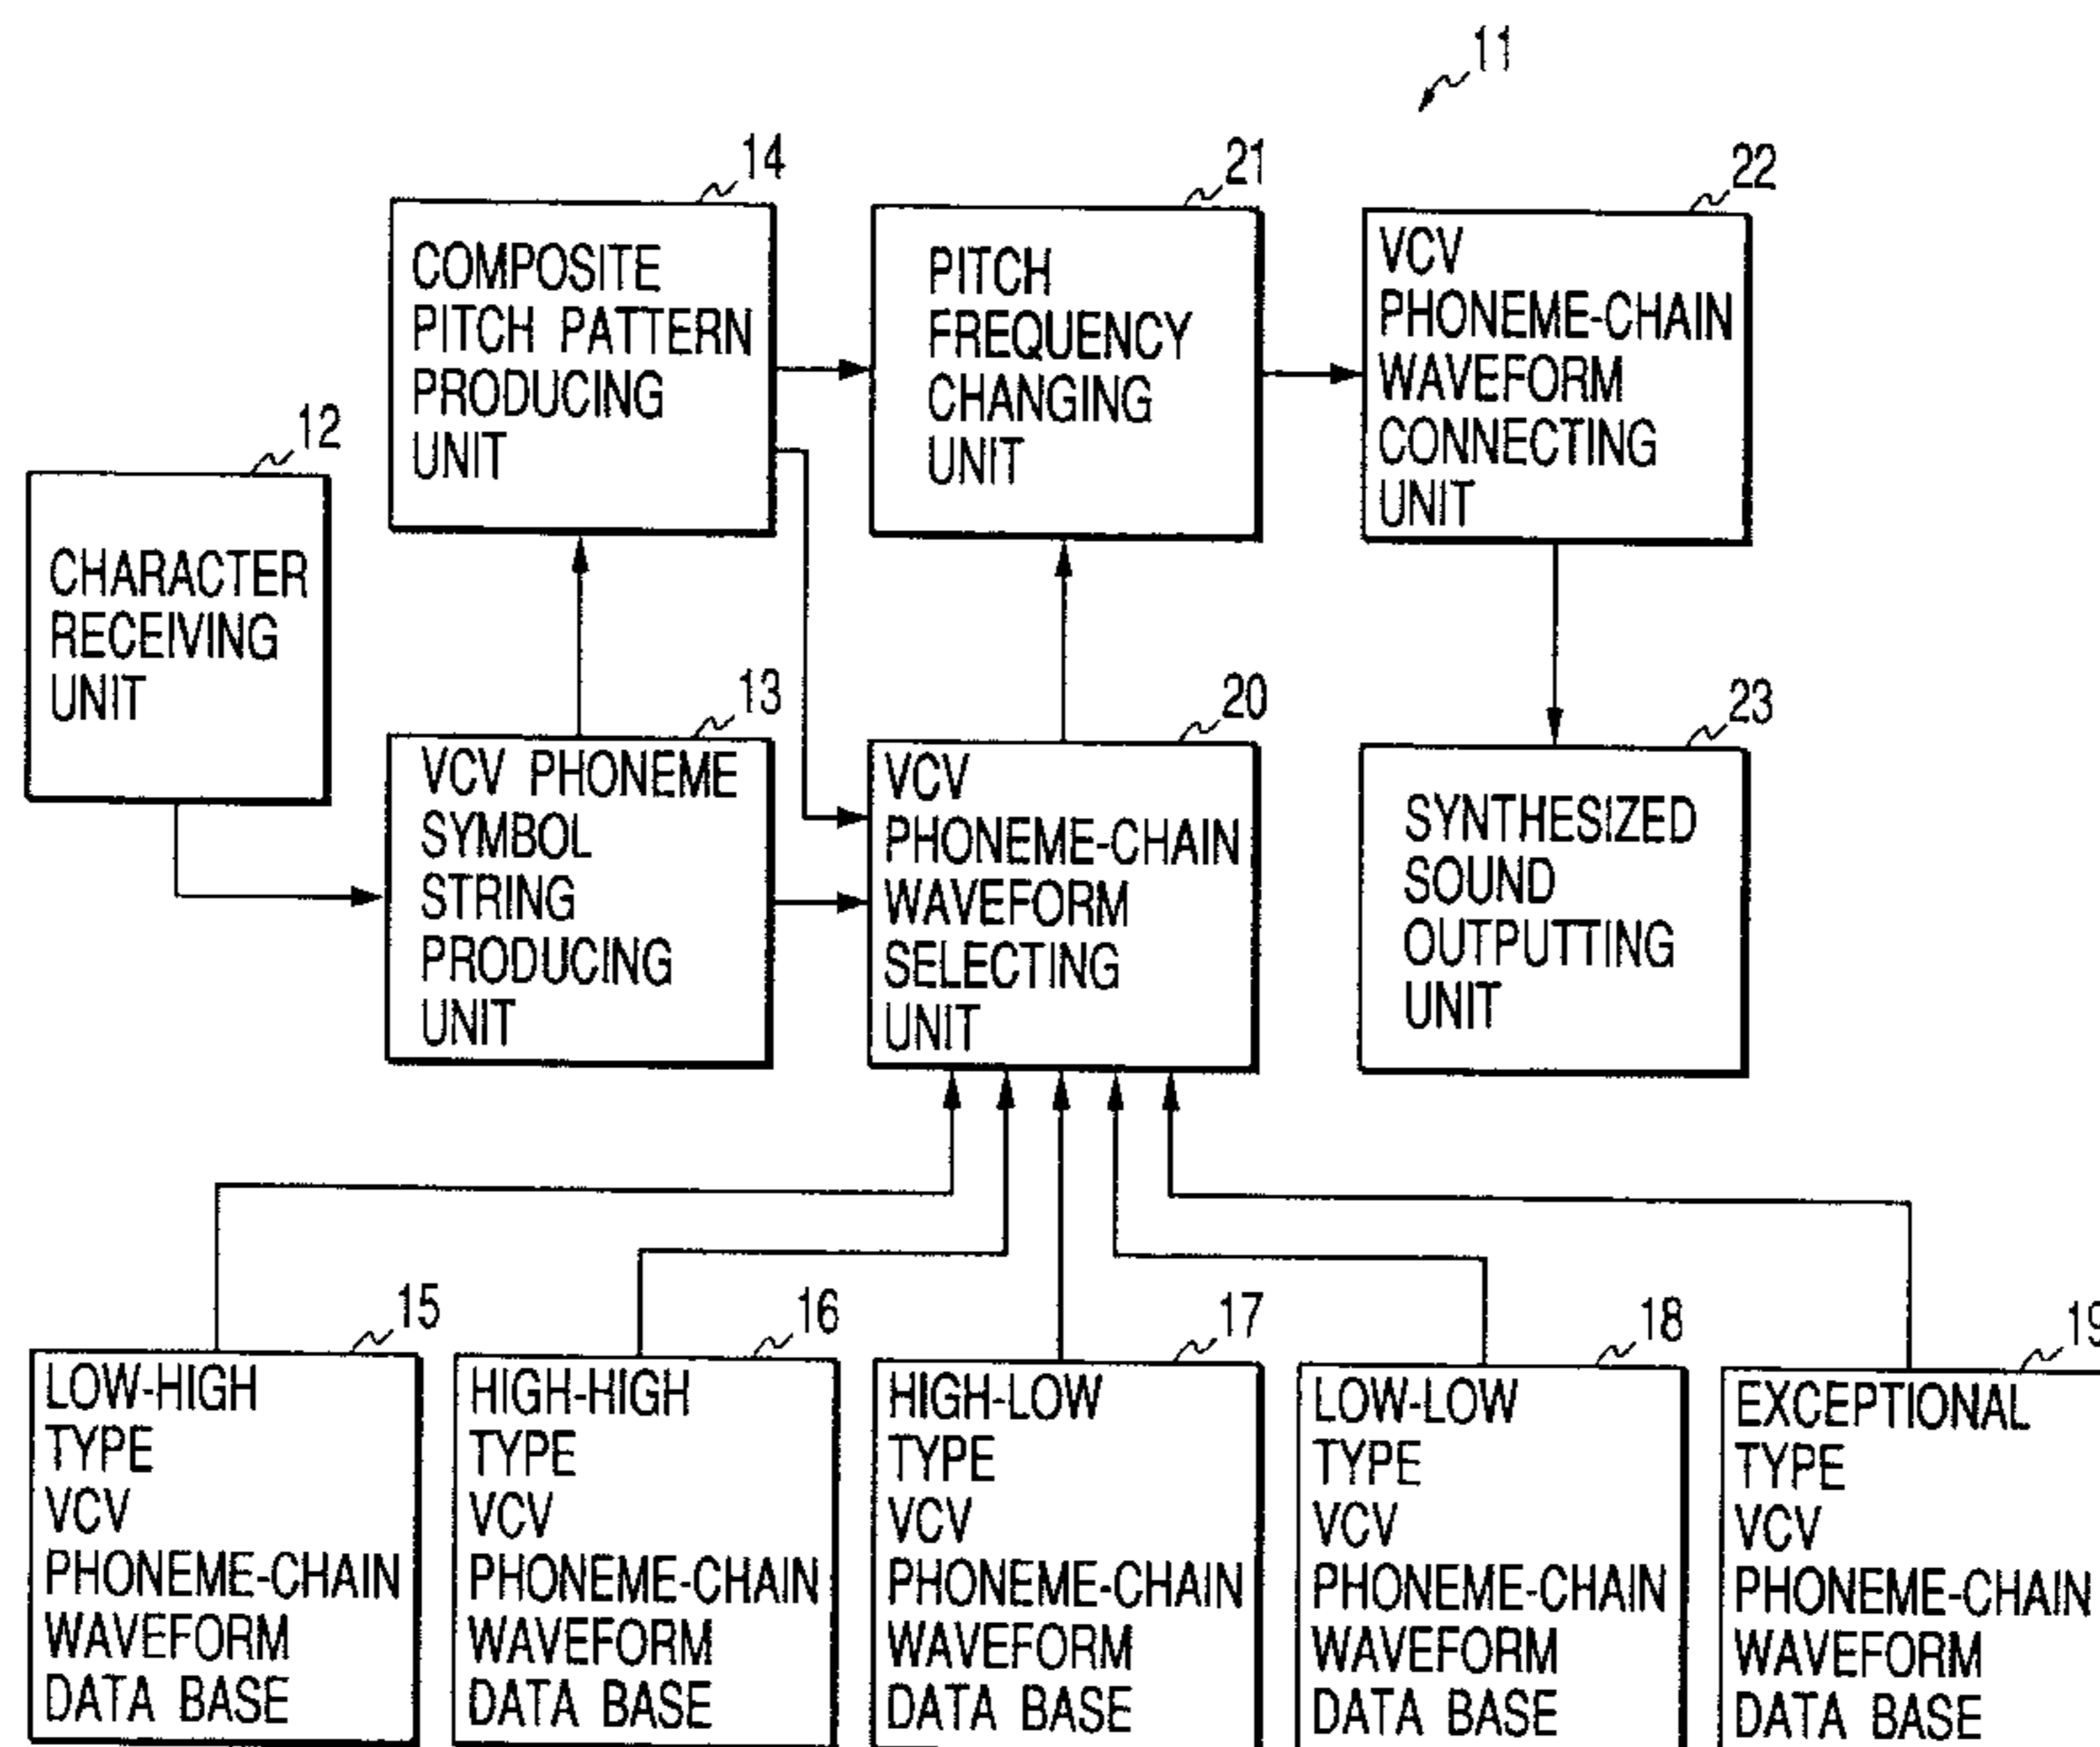 11
14
COMPOSITE
PITCH PATTERN
PRODUCING
UNIT
21
PITCH
FREQUENCY
CHANGING
UNIT
22
VCV
PHONEME-CHAIN
WAVEFORM
CONNECTING
UNIT
12
CHARACTER
RECEIVING
UNIT
13
VCV PHONEME
SYMBOL
STRING
PRODUCING
UNIT
20
VCV
PHONEME-CHAIN
WAVEFORM
SELECTING
UNIT
23
SYNTHESIZED
SOUND
OUTPUTTING
UNIT
15
LOW-HIGH
TYPE
VCV
PHONEME-CHAIN
WAVEFORM
DATA BASE
16
HIGH-HIGH
TYPE
VCV
PHONEME-CHAIN
WAVEFORM
DATA BASE
17
HIGH-LOW
TYPE
VCV
PHONEME-CHAIN
WAVEFORM
DATA BASE
18
LOW-LOW
TYPE
VCV
PHONEME-CHAIN
WAVEFORM
DATA BASE
19
EXCEPTIONAL
TYPE
VCV
PHONEME-CHAIN
WAVEFORM
DATA BASE